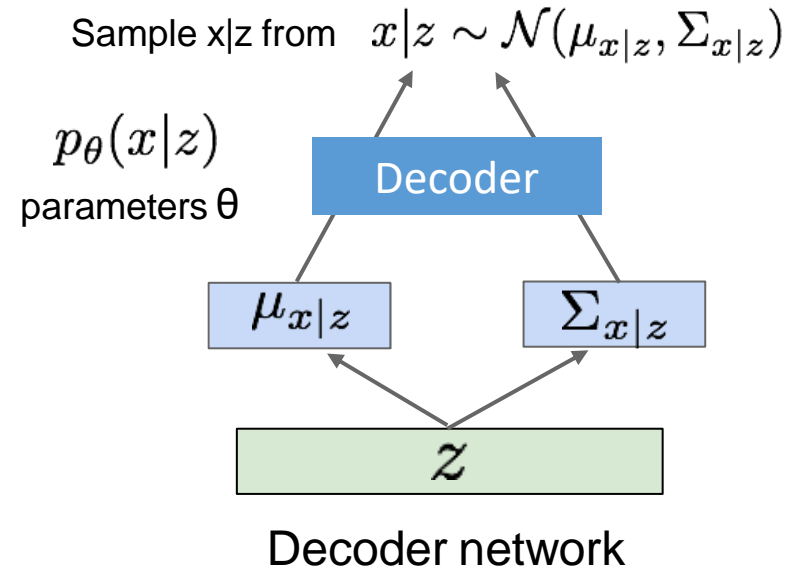 Sample x|z from x|z ∼ 𝒩(μ_{x|z}, Σ_{x|z})
p_θ(x|z)
parameters θ
Decoder
μ_{x|z} Σ_{x|z}
z
Decoder network